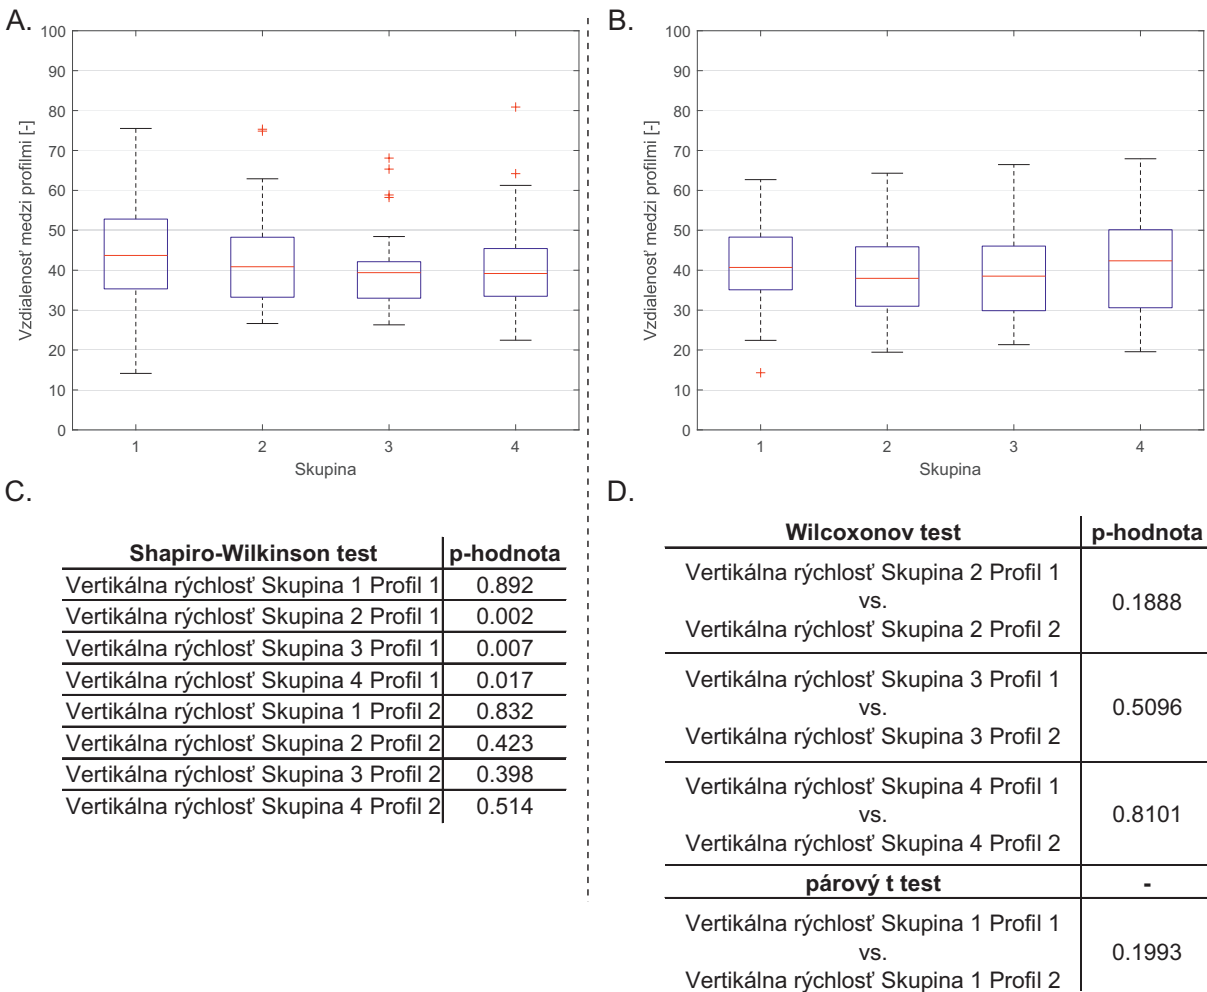 A.
100
90
80
70
60
50
40
30
20
10
0
Vzdialenosť medzi profilmi [-]
1 2 3 4
Skupina
B.
100
90
80
70
60
50
40
30
20
10
0
Vzdialenosť medzi profilmi [-]
1 2 3 4
Skupina
C.
Shapiro-Wilkinson test p-hodnota
Vertikálna rýchlosť Skupina 1 Profil 1 0.892
Vertikálna rýchlosť Skupina 2 Profil 1 0.002
Vertikálna rýchlosť Skupina 3 Profil 1 0.007
Vertikálna rýchlosť Skupina 4 Profil 1 0.017
Vertikálna rýchlosť Skupina 1 Profil 2 0.832
Vertikálna rýchlosť Skupina 2 Profil 2 0.423
Vertikálna rýchlosť Skupina 3 Profil 2 0.398
Vertikálna rýchlosť Skupina 4 Profil 2 0.514
D.
Wilcoxonov test p-hodnota
Vertikálna rýchlosť Skupina 2 Profil 1
vs. 0.1888
Vertikálna rýchlosť Skupina 2 Profil 2
Vertikálna rýchlosť Skupina 3 Profil 1
vs. 0.5096
Vertikálna rýchlosť Skupina 3 Profil 2
Vertikálna rýchlosť Skupina 4 Profil 1
vs. 0.8101
Vertikálna rýchlosť Skupina 4 Profil 2
párový t test -
Vertikálna rýchlosť Skupina 1 Profil 1
vs. 0.1993
Vertikálna rýchlosť Skupina 1 Profil 2